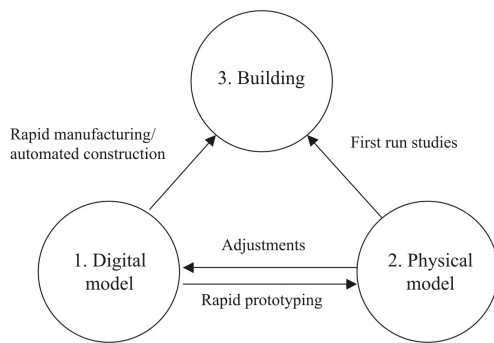 3. Building
Rapid manufacturing/
automated construction
First run studies
1. Digital
model
Adjustments
2. Physical
model
Rapid prototyping